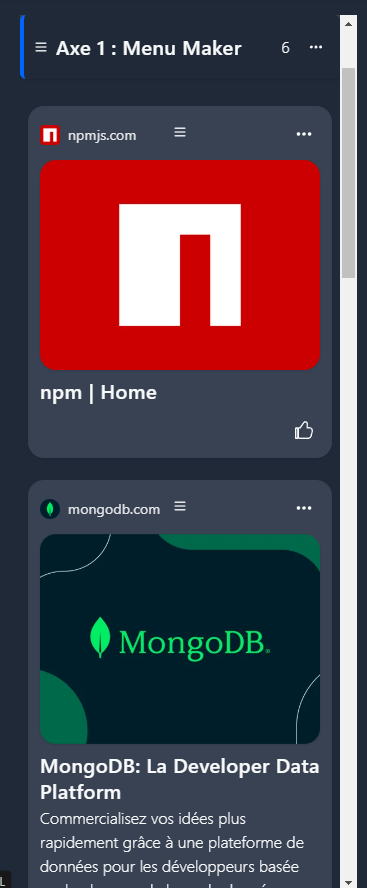 Axe 1 : Menu Maker 6
npmjs.com
npm | Home
mongodb.com
MongoDB®
MongoDB: La Developer Data
Platform
Commercialisez vos idées plus
rapidement grâce à une plateforme de
données pour les développeurs basée